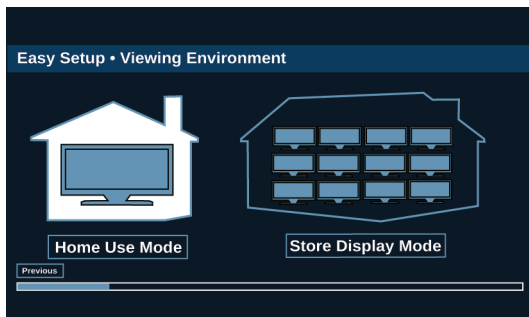 Easy Setup • Viewing Environment
Home Use Mode
Store Display Mode
Previous